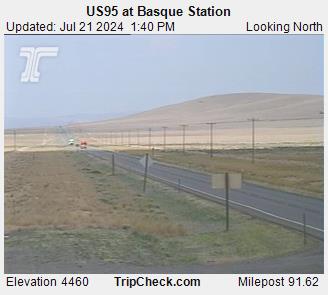 US95 at Basque Station
Updated: Jul 21 2024 1:40 PM Looking North
Elevation 4460 TripCheck.com Milepost 91.62